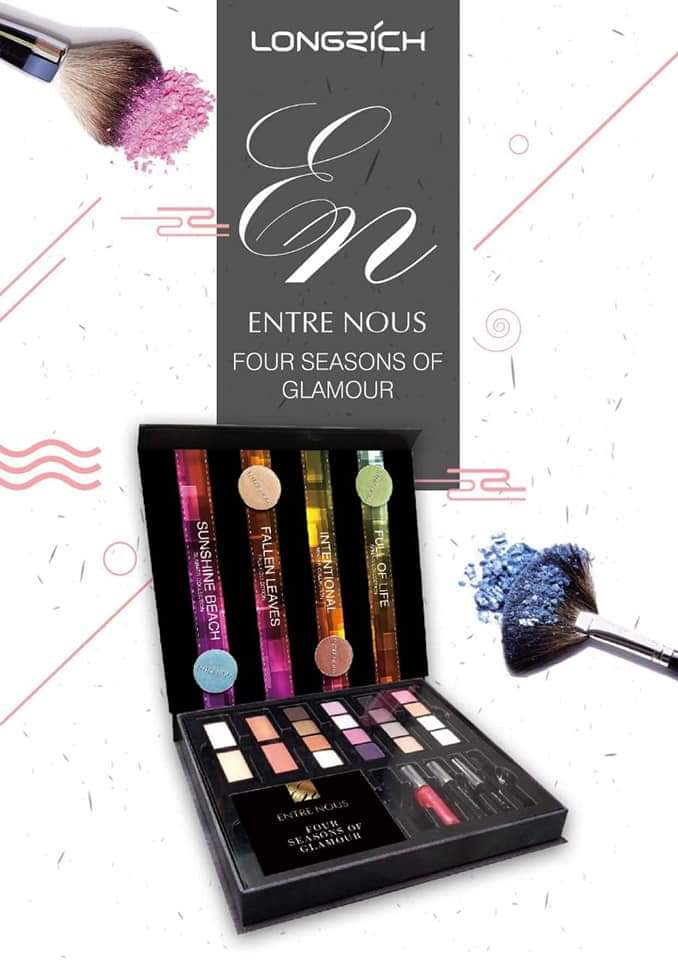 LONGRÍCH
En
ENTRE NOUS
FOUR SEASONS OF
GLAMOUR
SUNSHINE BEACH
FALLEN LEAVES
INTENTIONAL
FULL OF LIFE
ENTRE NOUS
FOUR
SEASONS OF
GLAMOUR